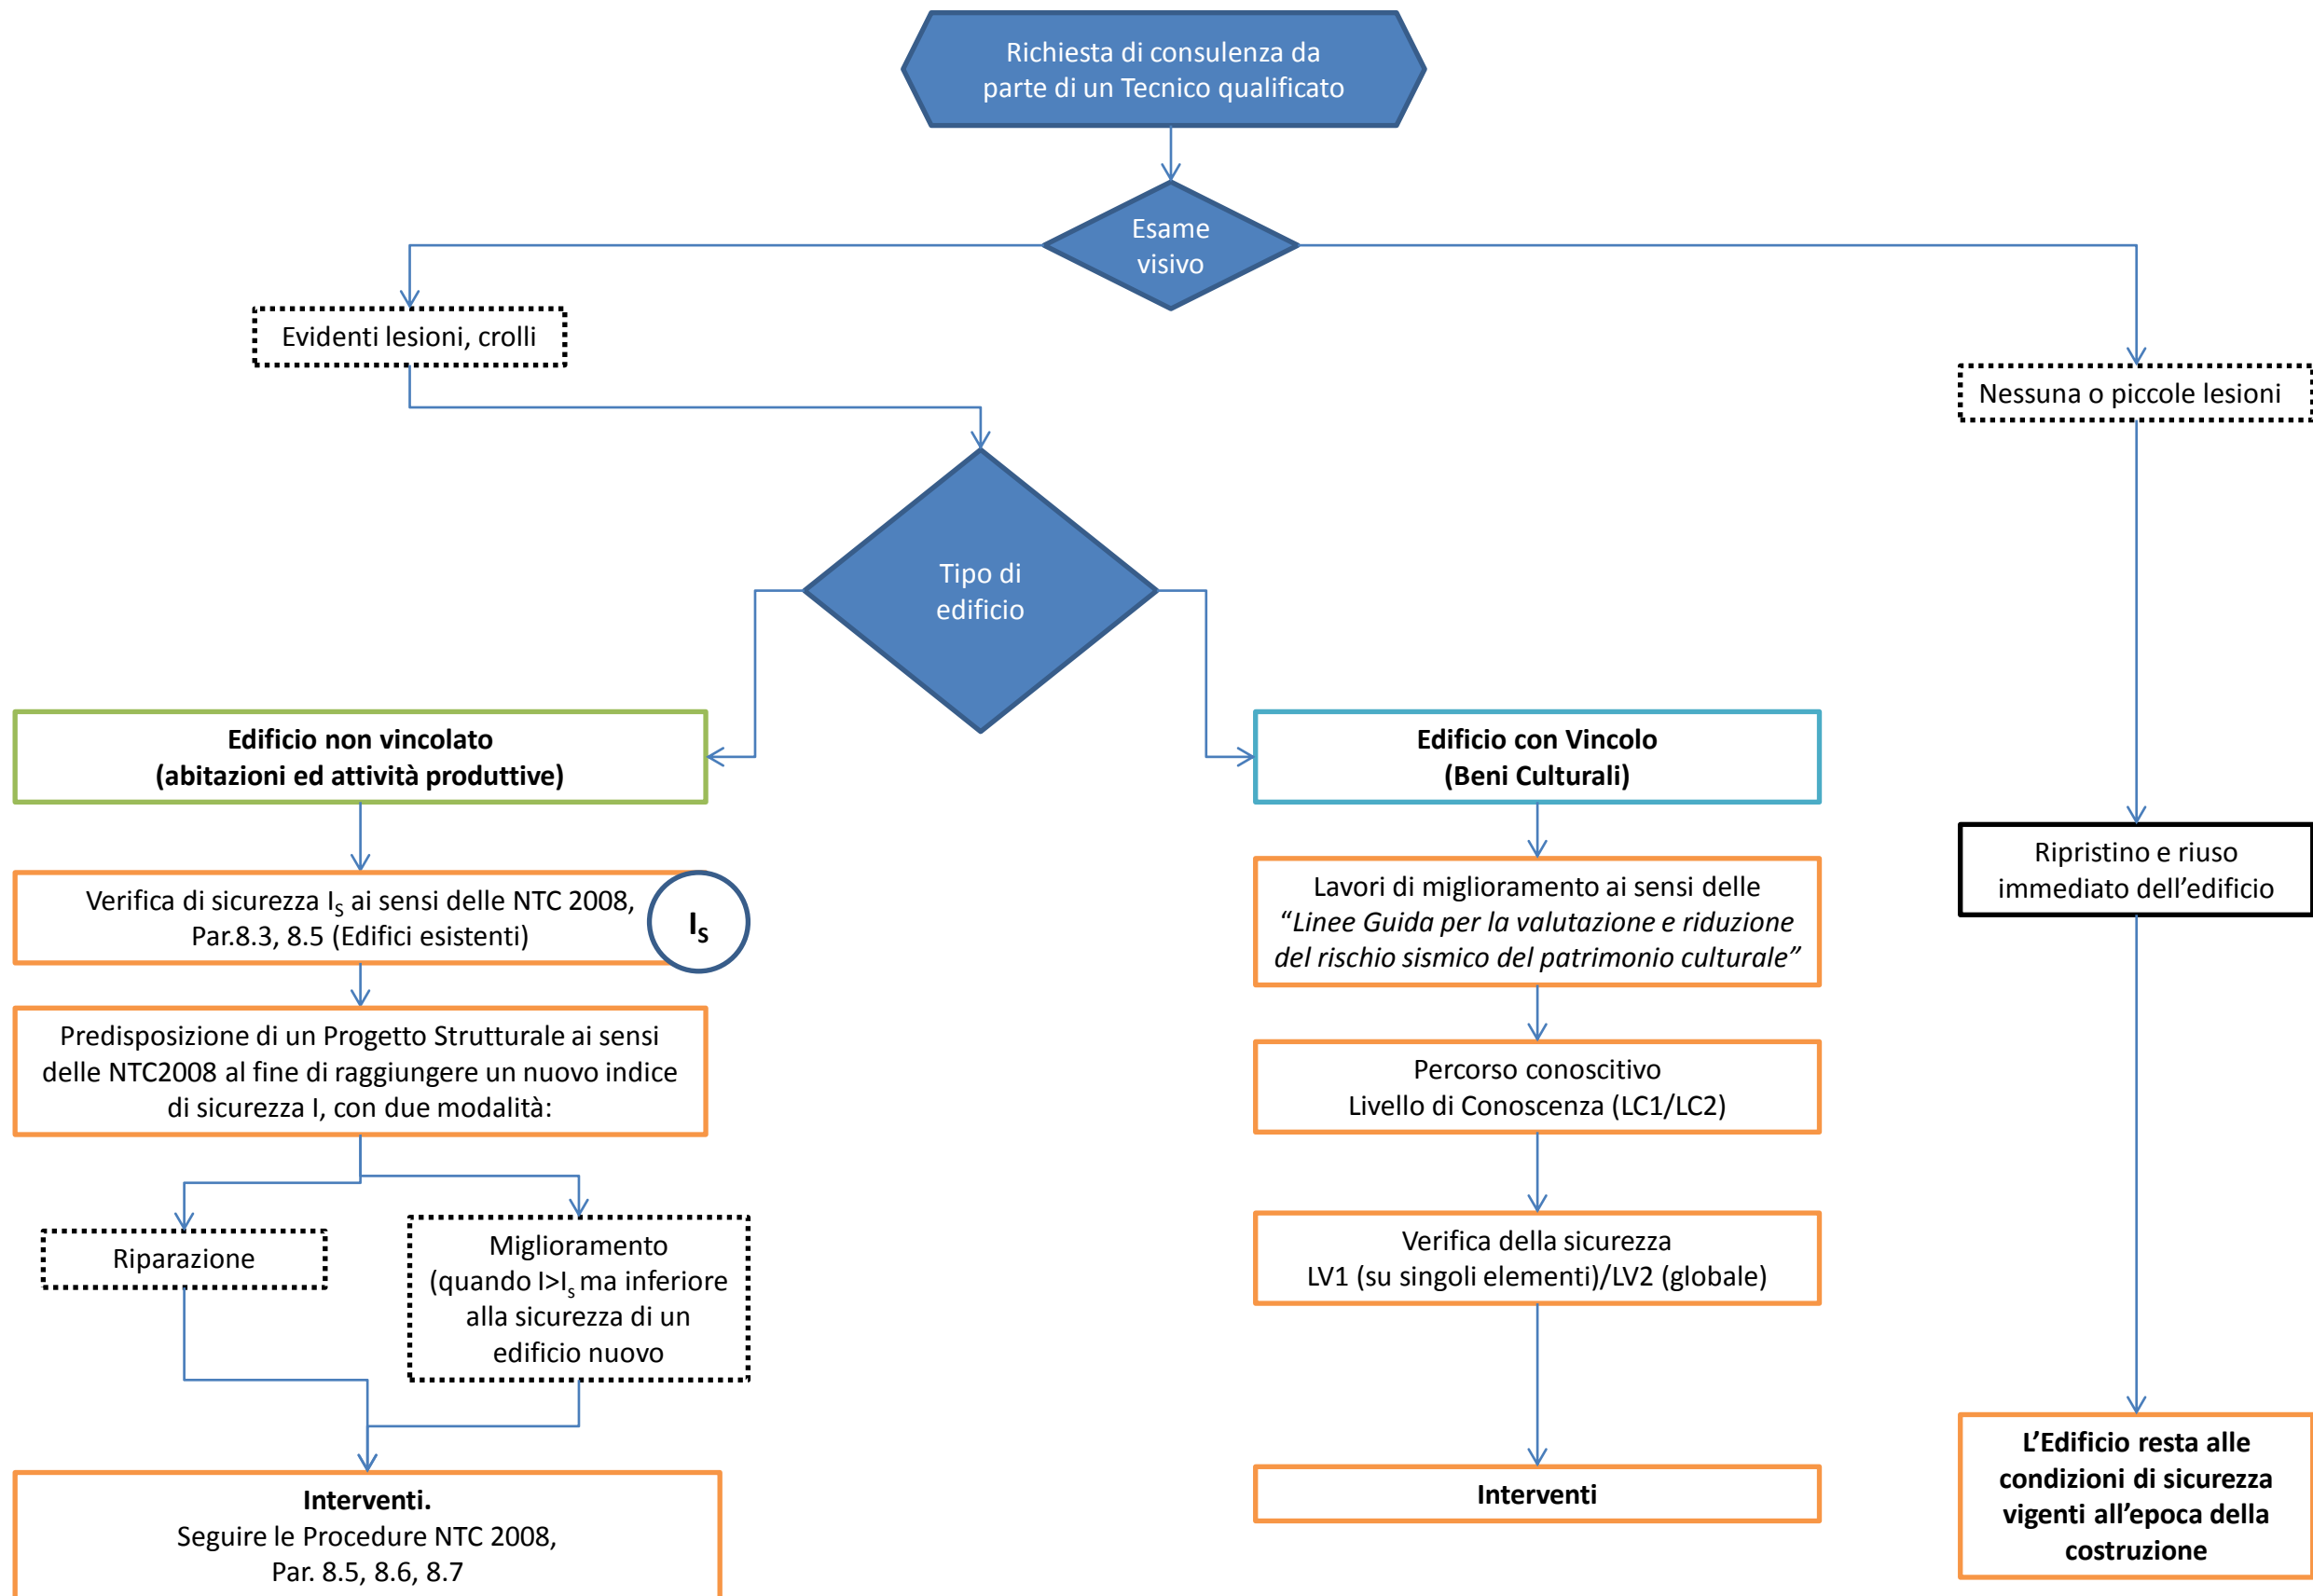 Richiesta di consulenza da
parte di un Tecnico qualificato
Esame
visivo
Evidenti lesioni, crolli
Nessuna o piccole lesioni
Tipo di
edificio
Edificio non vincolato
(abitazioni ed attività produttive)
Edificio con Vincolo
(Beni Culturali)
Verifica di sicurezza IS ai sensi delle NTC 2008,
Par.8.3, 8.5 (Edifici esistenti)
IS
Lavori di miglioramento ai sensi delle
“Linee Guida per la valutazione e riduzione
del rischio sismico del patrimonio culturale”
Ripristino e riuso
immediato dell’edificio
Predisposizione di un Progetto Strutturale ai sensi
delle NTC2008 al fine di raggiungere un nuovo indice
di sicurezza I, con due modalità:
Percorso conoscitivo
Livello di Conoscenza (LC1/LC2)
Riparazione
Miglioramento
(quando I>Is ma inferiore
alla sicurezza di un
edificio nuovo
Verifica della sicurezza
LV1 (su singoli elementi)/LV2 (globale)
Interventi.
Seguire le Procedure NTC 2008,
Par. 8.5, 8.6, 8.7
Interventi
L’Edificio resta alle
condizioni di sicurezza
vigenti all’epoca della
costruzione